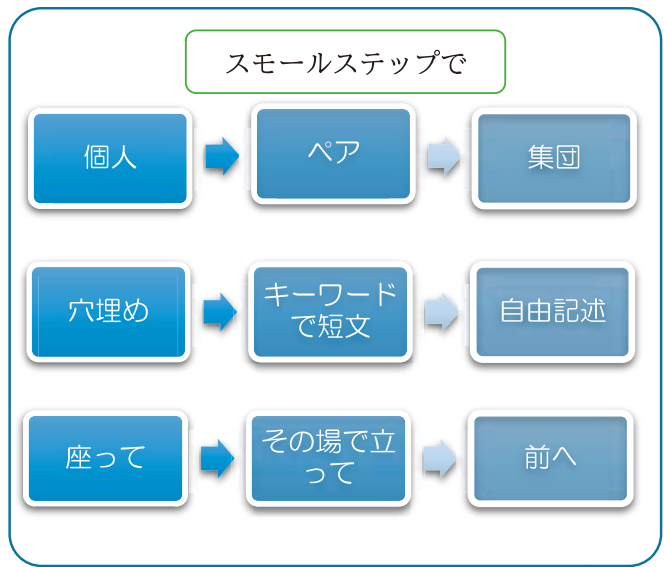 スモールステップで
個人
ペア
集団
穴埋め
キーワード
で短文
自由記述
座って
その場で立
って
前へ